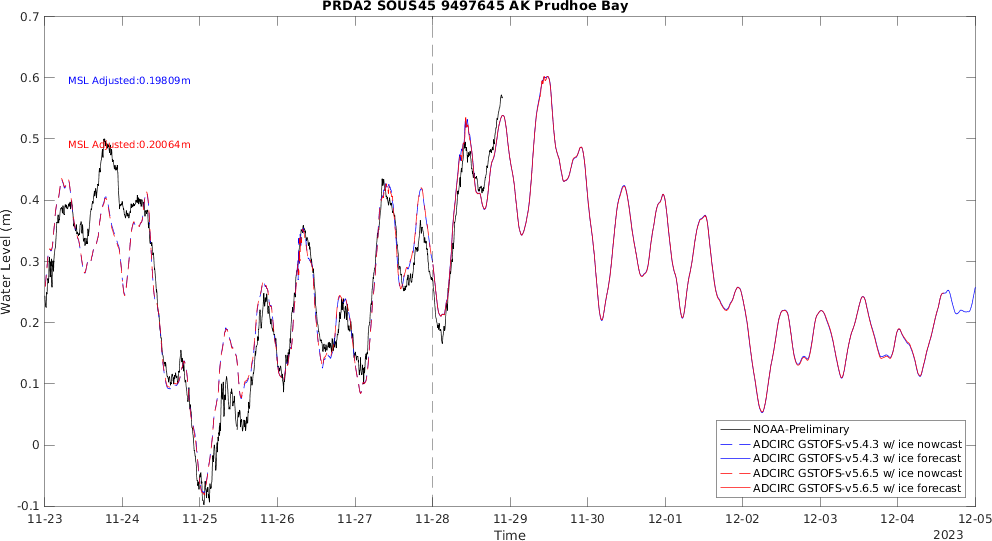 PRDA2 SOUS45 9497645 AK Prudhoe Bay
0.7
0.6
0.5
0.4
0.3
0.2
0.1
0
-0.1
Water Level (m)
MSL Adjusted:0.19809m
MSL Adjusted:0.20064m
NOAA-Preliminary
ADCIRC GSTOFS-v5.4.3 w/ ice nowcast
ADCIRC GSTOFS-v5.4.3 w/ ice forecast
ADCIRC GSTOFS-v5.6.5 w/ ice nowcast
ADCIRC GSTOFS-v5.6.5 w/ ice forecast
11-23 11-24 11-25 11-26 11-27 11-28 11-29 11-30 12-01 12-02 12-03 12-04 12-05
Time
2023